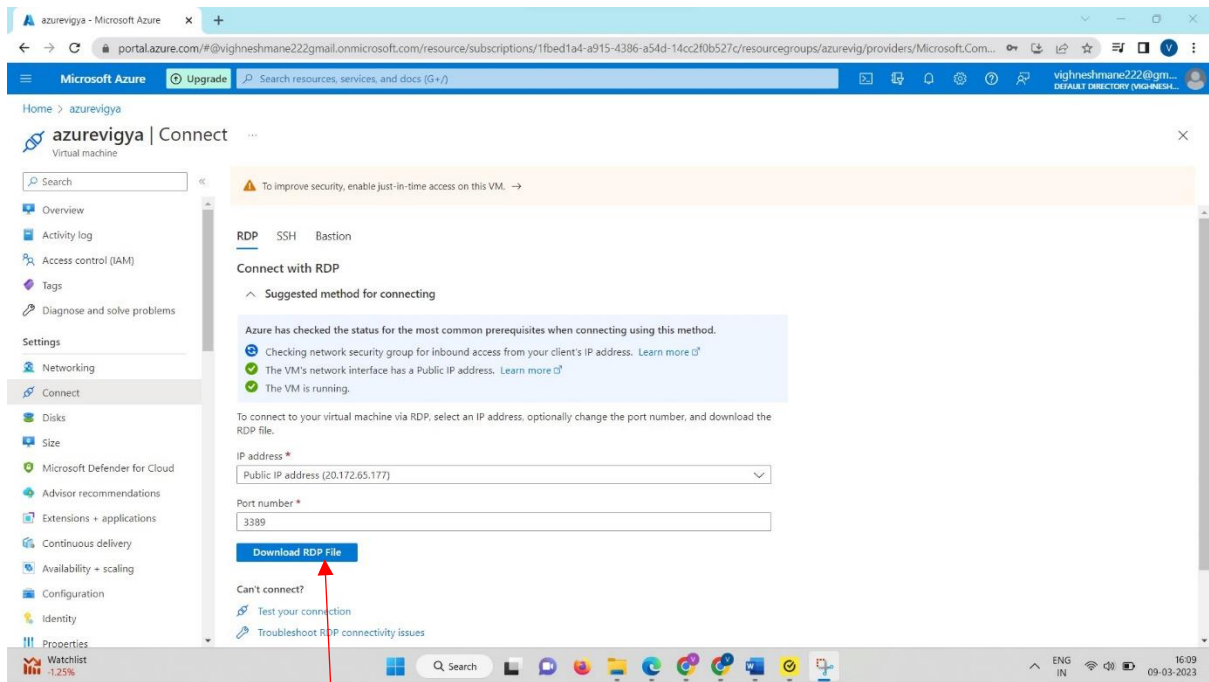 azurevigya - Microsoft Azure
portal.azure.com/#@vighneshmane222gmail.onmicrosoft.com/resource/subscriptions/1fbed1a4-a915-4386-a54d-14cc2f0b527c/resourcegroups/azurevig/providers/Microsoft.Com...
V
Microsoft Azure
Upgrade
Search resources, services, and docs (G+/)
vighneshmane222@gm...
DEFAULT DIRECTORY (VIGHNESH...
Home > azurevigya
azurevigya | Connect ...
Virtual machine
Search
«
To improve security, enable just-in-time access on this VM. →
Overview
Activity log
Access control (IAM)
Tags
Diagnose and solve problems
Settings
Networking
Connect
Disks
Size
Microsoft Defender for Cloud
Advisor recommendations
Extensions + applications
Continuous delivery
Availability + scaling
Configuration
Identity
Properties
RDP SSH Bastion
Connect with RDP
Suggested method for connecting
Azure has checked the status for the most common prerequisites when connecting using this method.
Checking network security group for inbound access from your client's IP address. Learn more
The VM's network interface has a Public IP address. Learn more
The VM is running.
To connect to your virtual machine via RDP, select an IP address, optionally change the port number, and download the
RDP file.
IP address *
Public IP address (20.172.65.177)
Port number *
3389
Download RDP File
Can't connect?
Test your connection
Troubleshoot RDP connectivity issues
Watchlist
-1.25%
Search
ENG
IN
16:09
09-03-2023